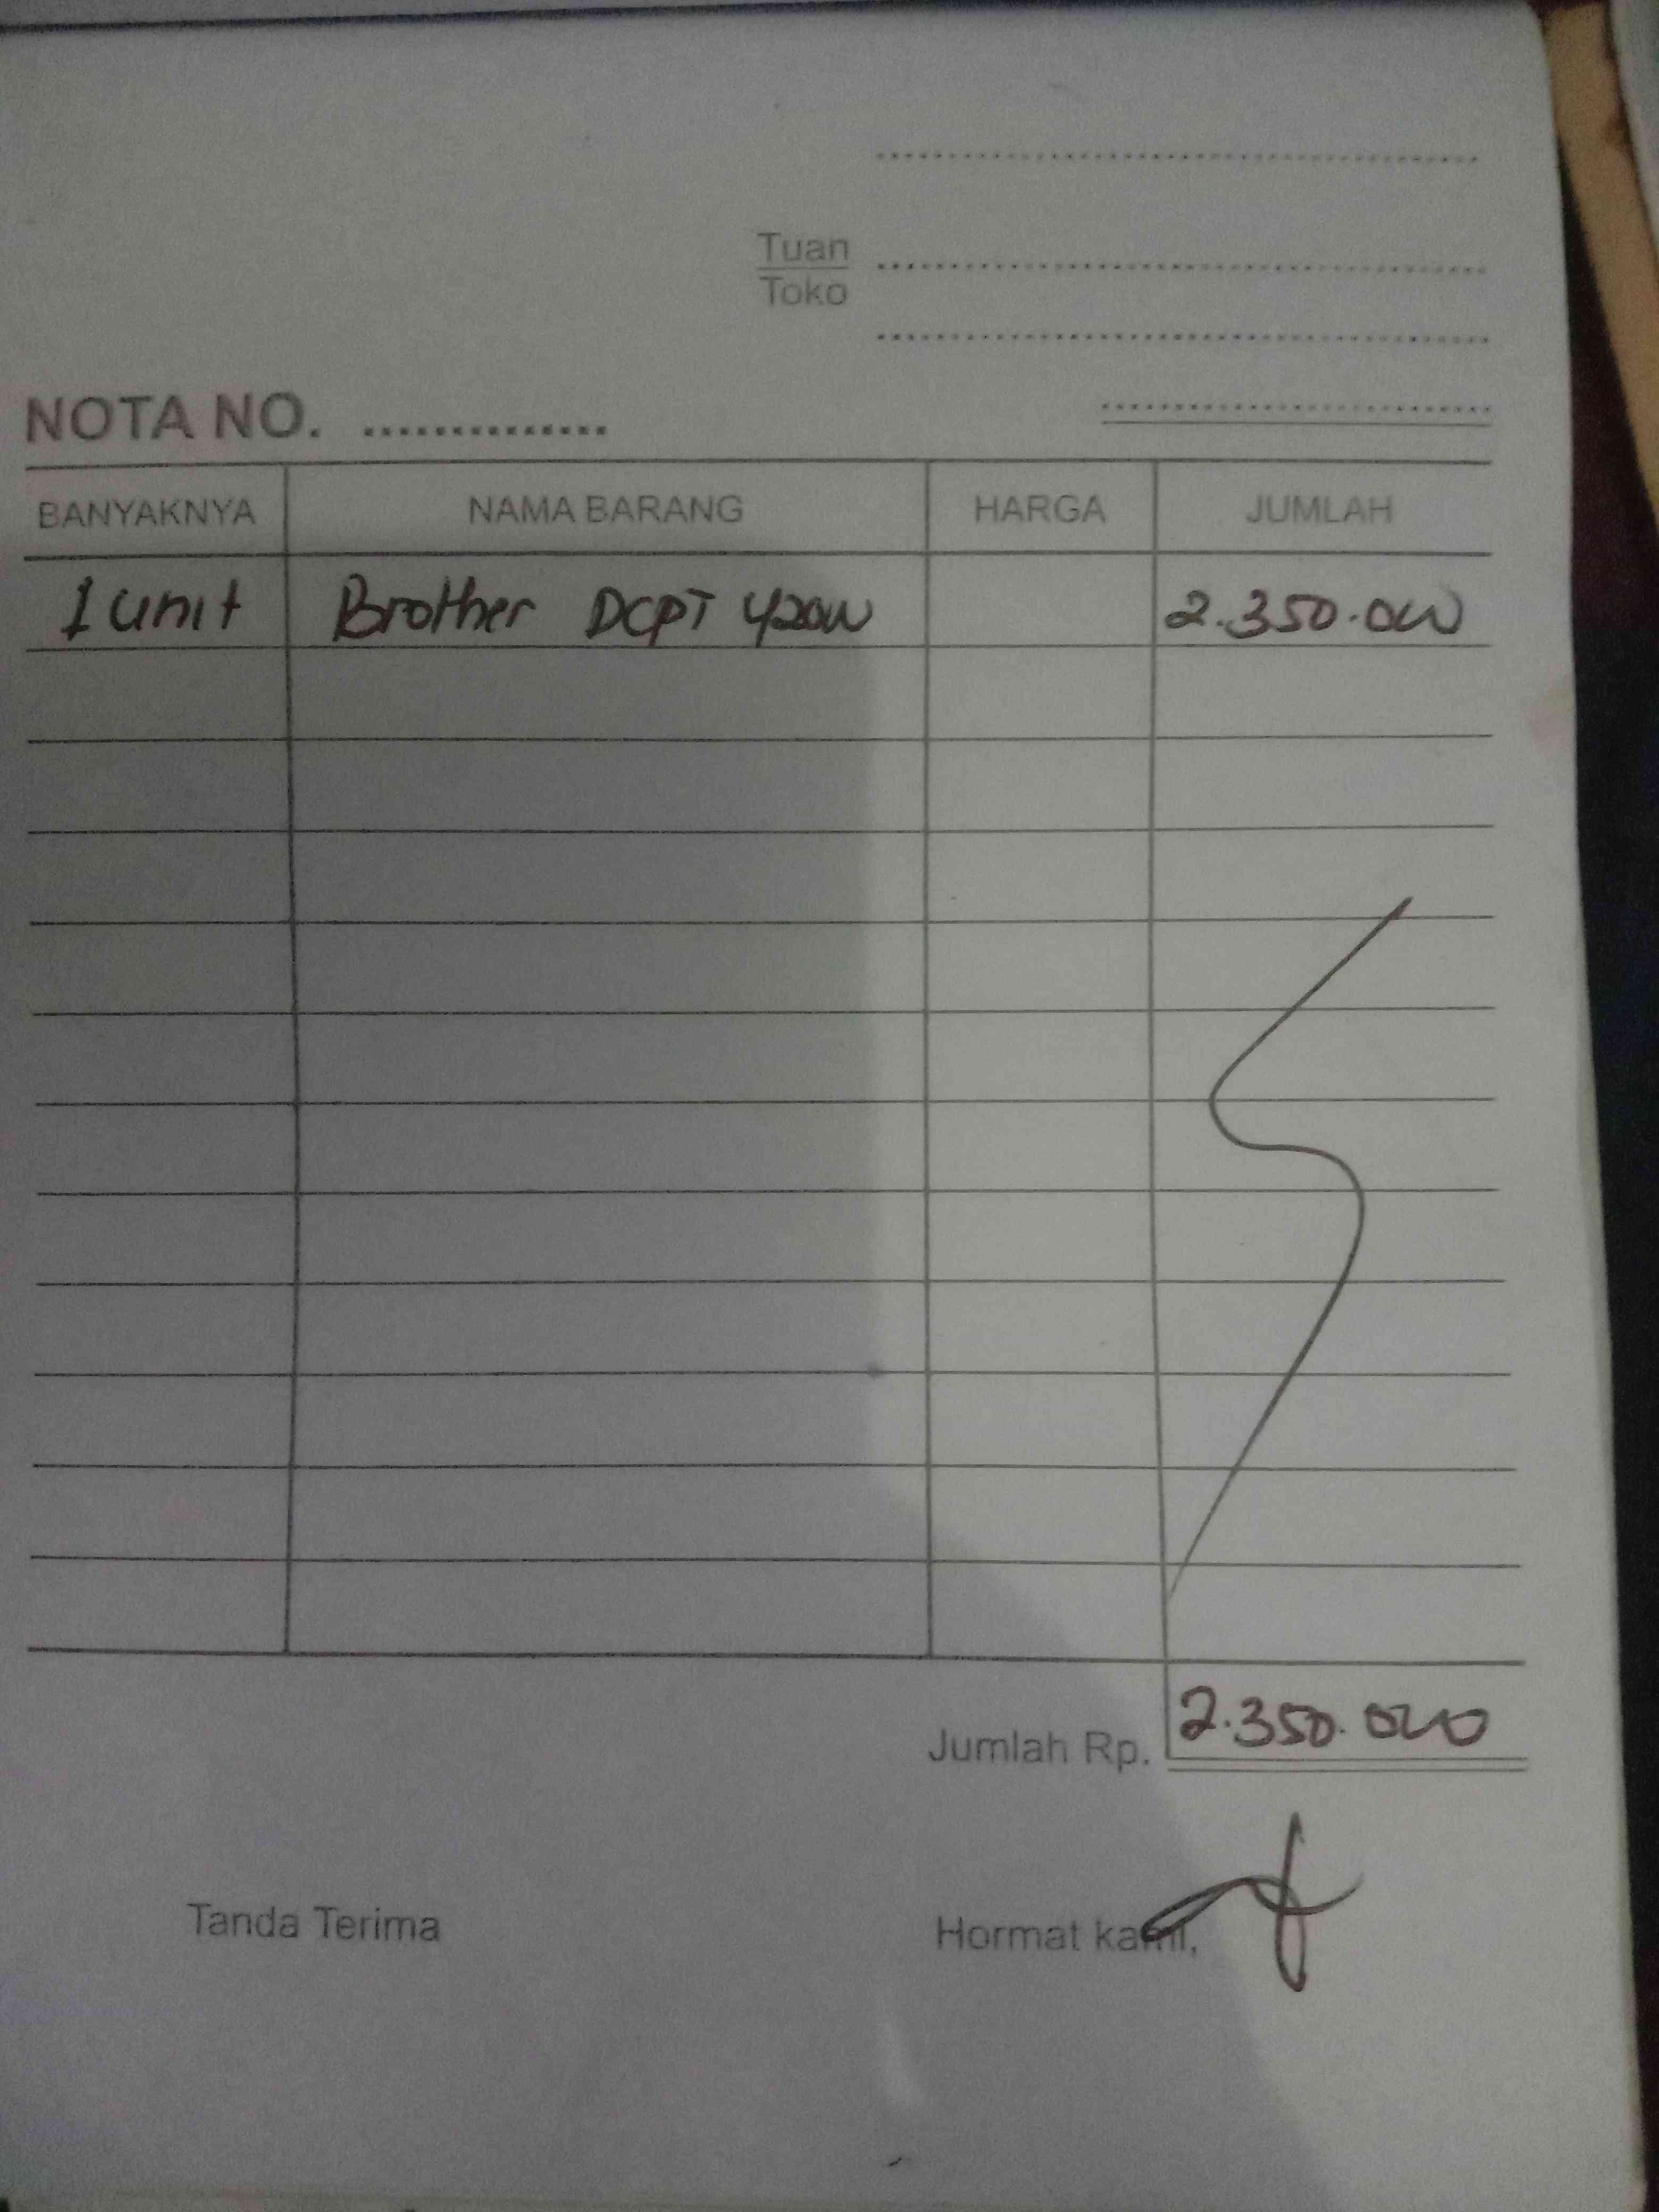 Tuan
Toko
NOTA NO. ..............
BANYAKNYA NAMA BARANG HARGA JUMLAH
1 unit Brother DCPT 420W 2.350.000
Jumlah Rp. 2.350.000
Tanda Terima Hormat kami,